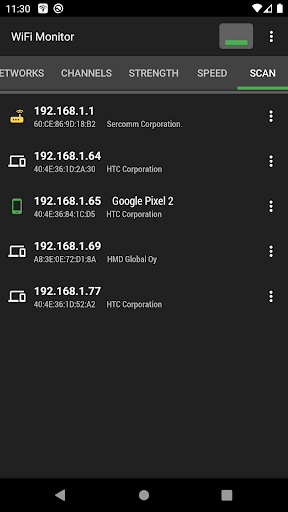 11:30
WiFi Monitor
ETWORKS CHANNELS STRENGTH SPEED SCAN
192.168.1.1
60:CE:86:9D:18:B2 Sercomm Corporation.
192.168.1.64
40:4E:36:1D:2A:30 HTC Corporation
192.168.1.65 Google Pixel 2
40:4E:36:84:1C:D5 HTC Corporation
192.168.1.69
A8:3E:0E:72:D1:8A HMD Global Oy
192.168.1.77
40:4E:36:1D:52:A2 HTC Corporation